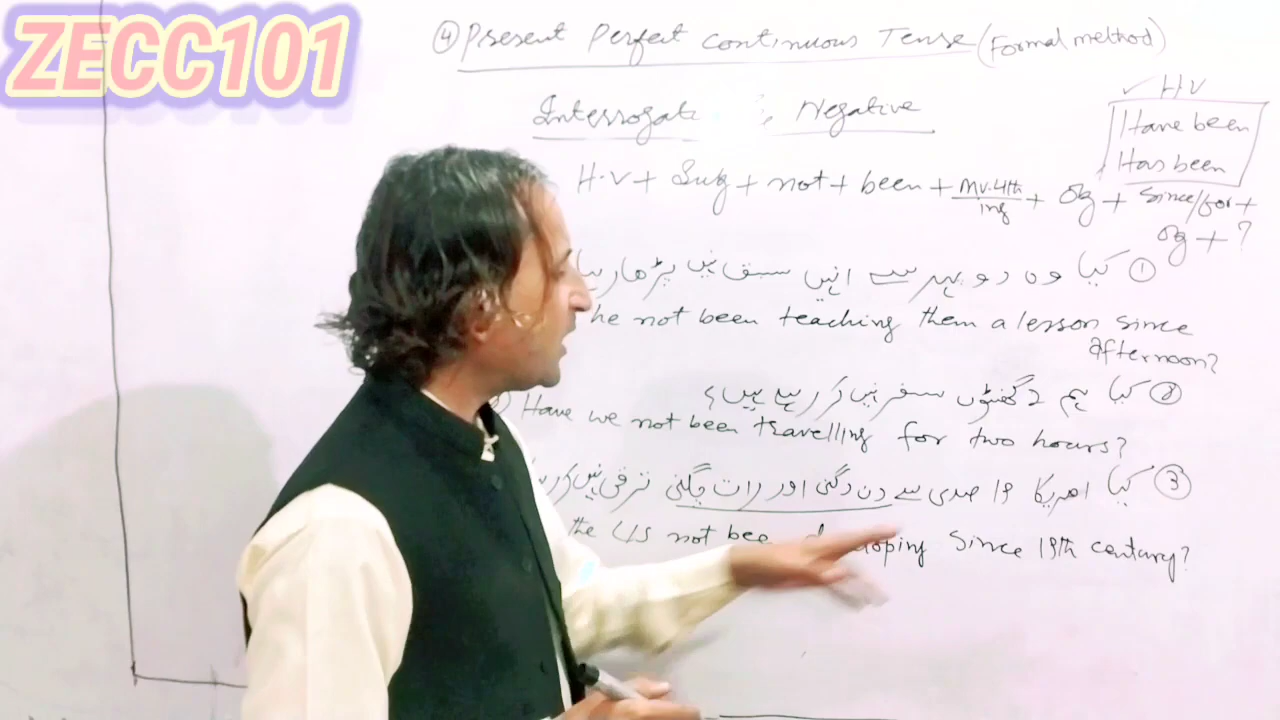 ZECC101
④ Present Perfect Continuous Tense (Formal method)
Interrogat Negative
✓ HV
Have been
Has been
H.V + Sub + not + been + MV.4th/ing + obj + since/for +
obj + ?
① کیا وہ دوپہر سے انہیں سبق نہیں پڑھا رہا
he not been teaching them a lesson since
afternoon?
② کیا ہم 2 گھنٹوں سفر نہیں کر رہے ہیں؟
Have we not been travelling for two hours?
③ کیا امریکا 19 صدی سے دن دگنی اور رات چگنی ترقی نہیں کر رہا
the US not bee oping since 19th century?